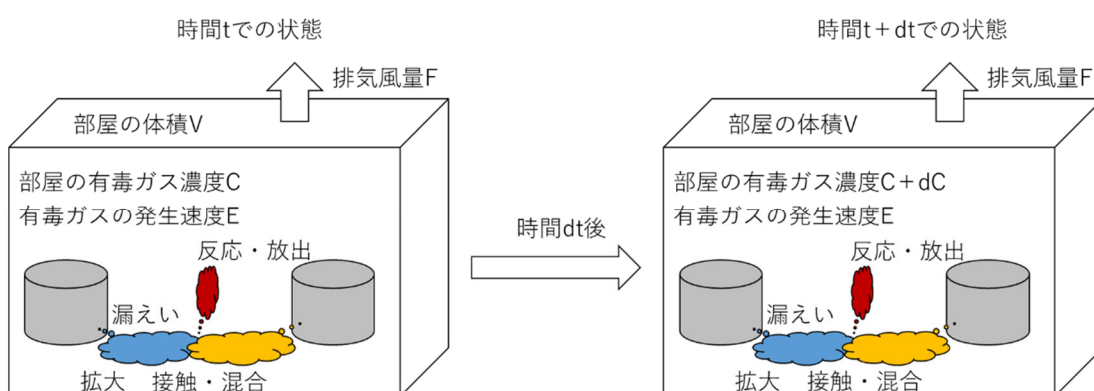 時間tでの状態
排気風量F
部屋の体積V
部屋の有毒ガス濃度C
有毒ガスの発生速度E
反応・放出
漏えい
拡大 接触・混合
時間dt後
時間t+dtでの状態
排気風量F
部屋の体積V
部屋の有毒ガス濃度C+dC
有毒ガスの発生速度E
反応・放出
漏えい
拡大 接触・混合